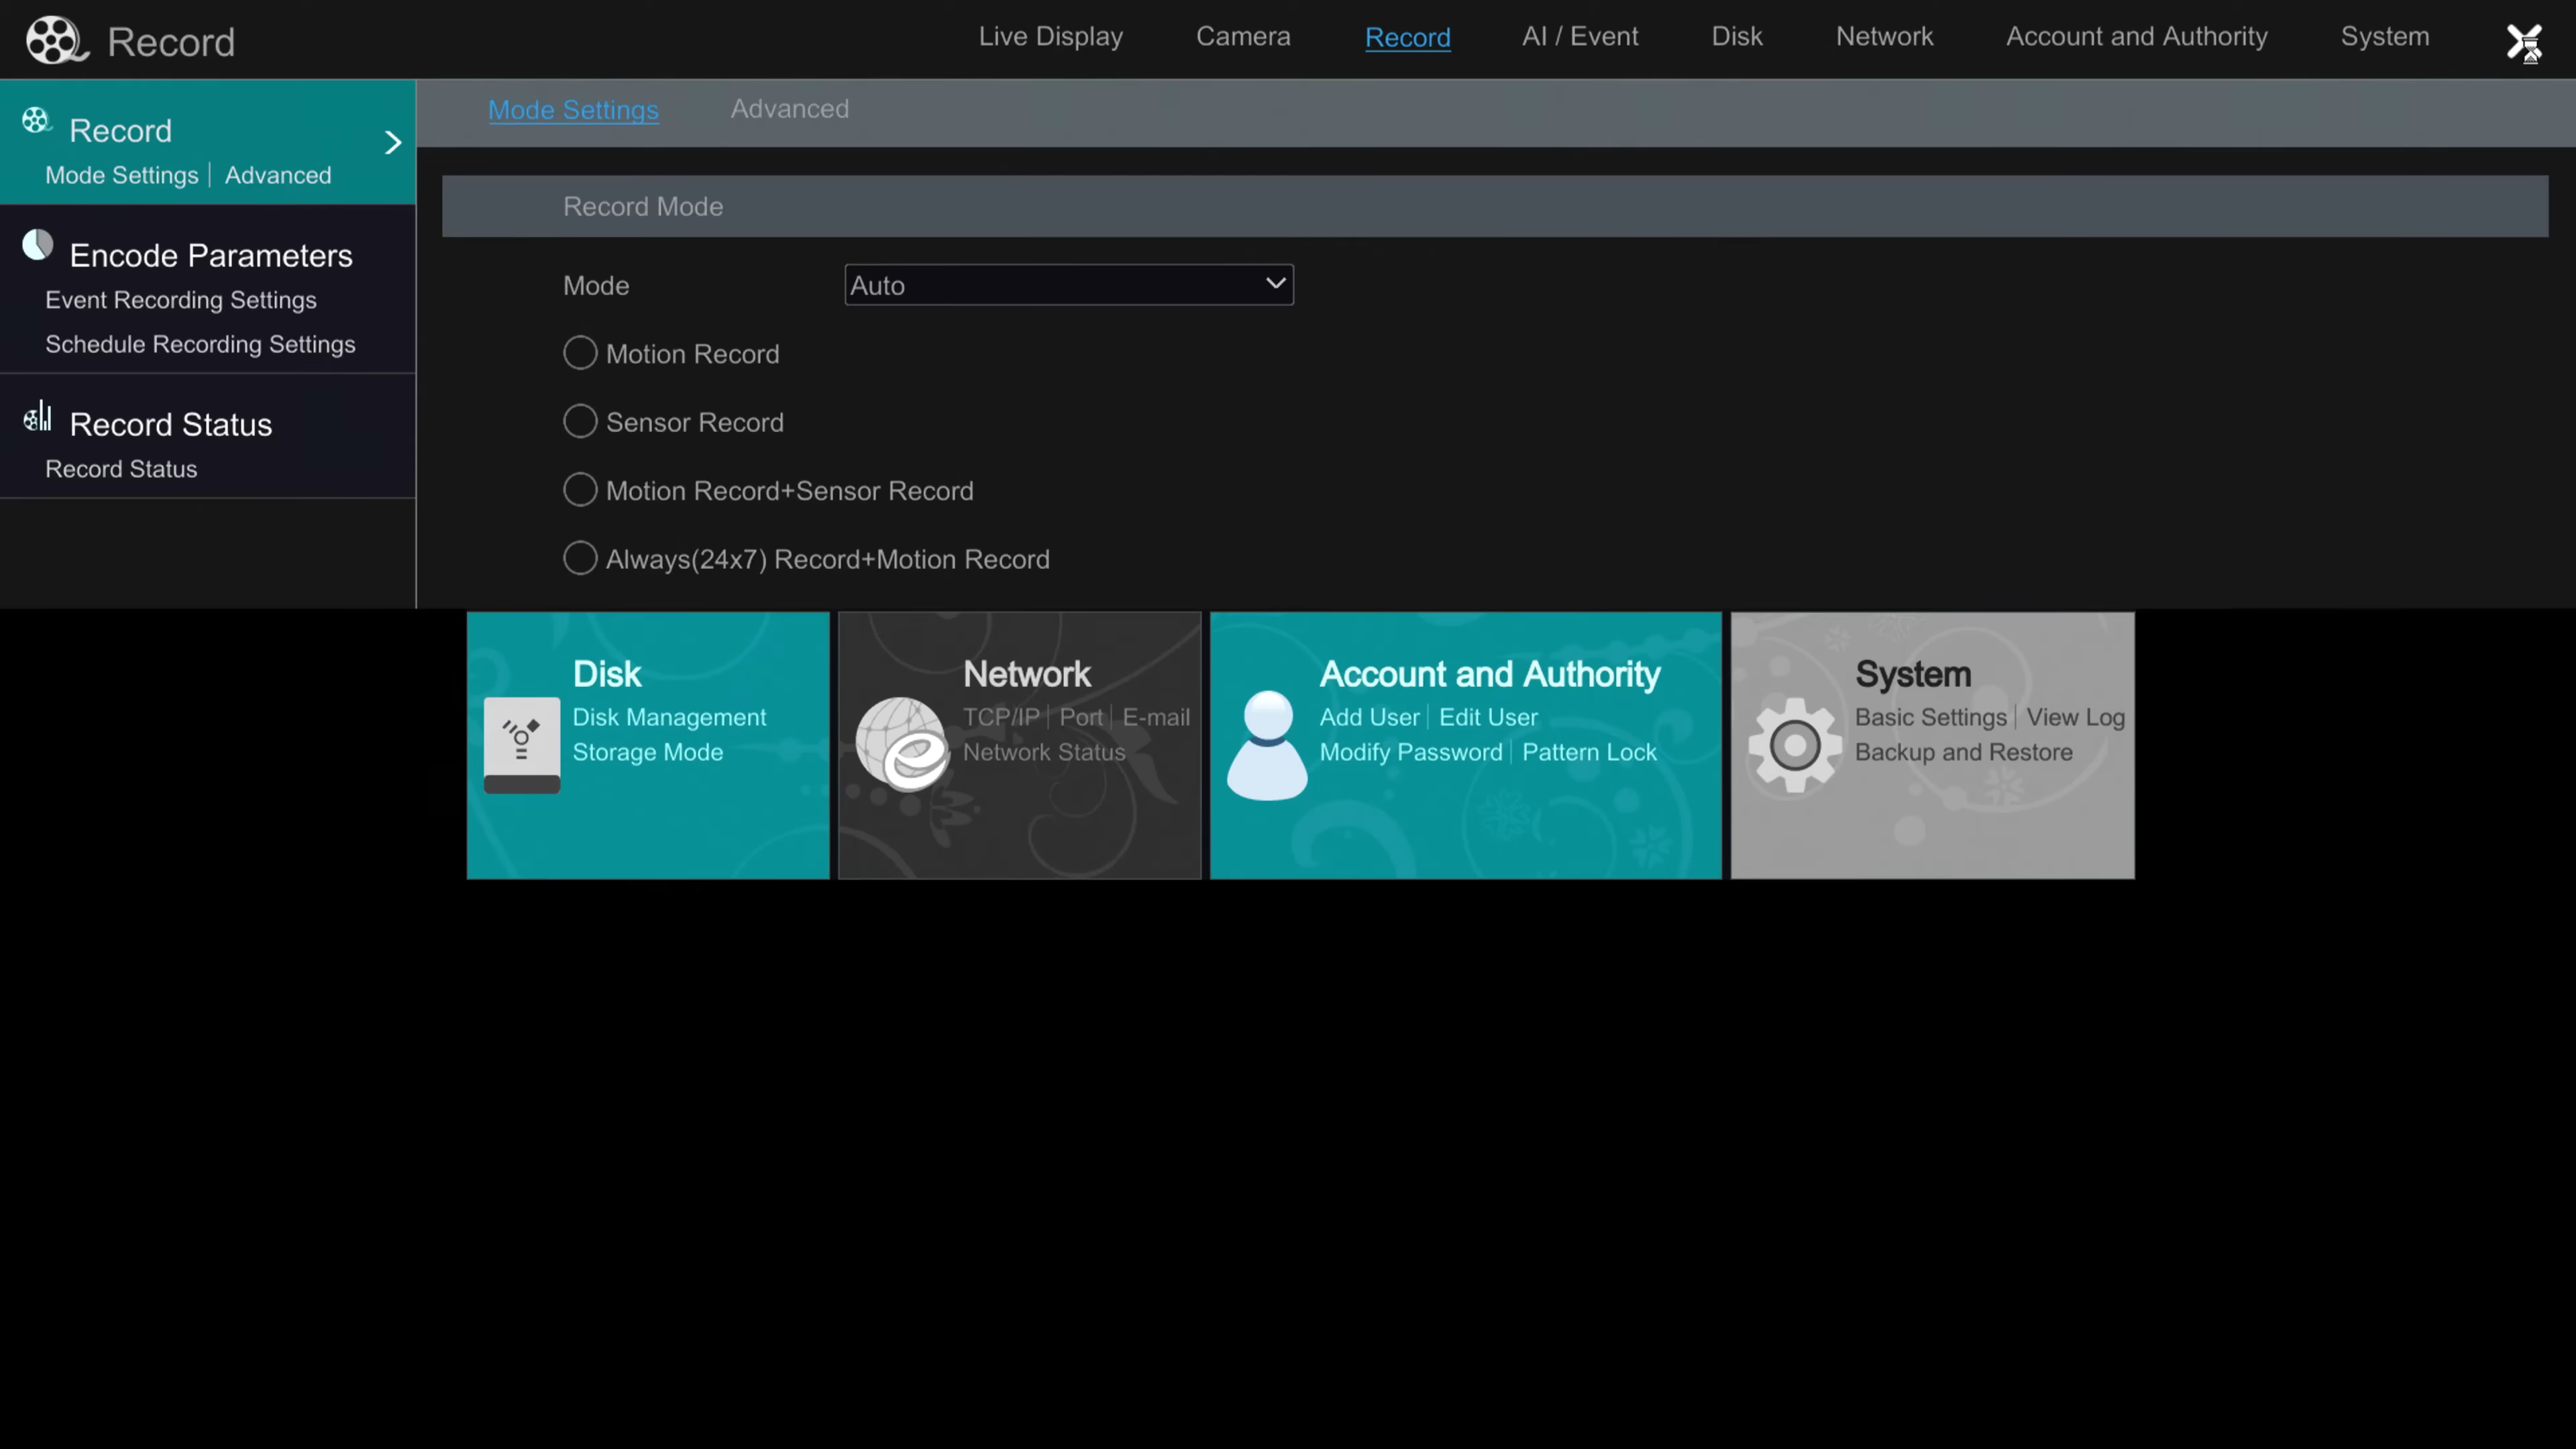 Record
Live Display Camera Record AI / Event Disk Network Account and Authority System
Record
Mode Settings | Advanced
Encode Parameters
Event Recording Settings
Schedule Recording Settings
Record Status
Record Status
Mode Settings Advanced
Record Mode
Mode Auto
Motion Record
Sensor Record
Motion Record+Sensor Record
Always(24x7) Record+Motion Record
Disk
Disk Management
Storage Mode
Network
TCP/IP | Port | E-mail
Network Status
Account and Authority
Add User | Edit User
Modify Password | Pattern Lock
System
Basic Settings | View Log
Backup and Restore